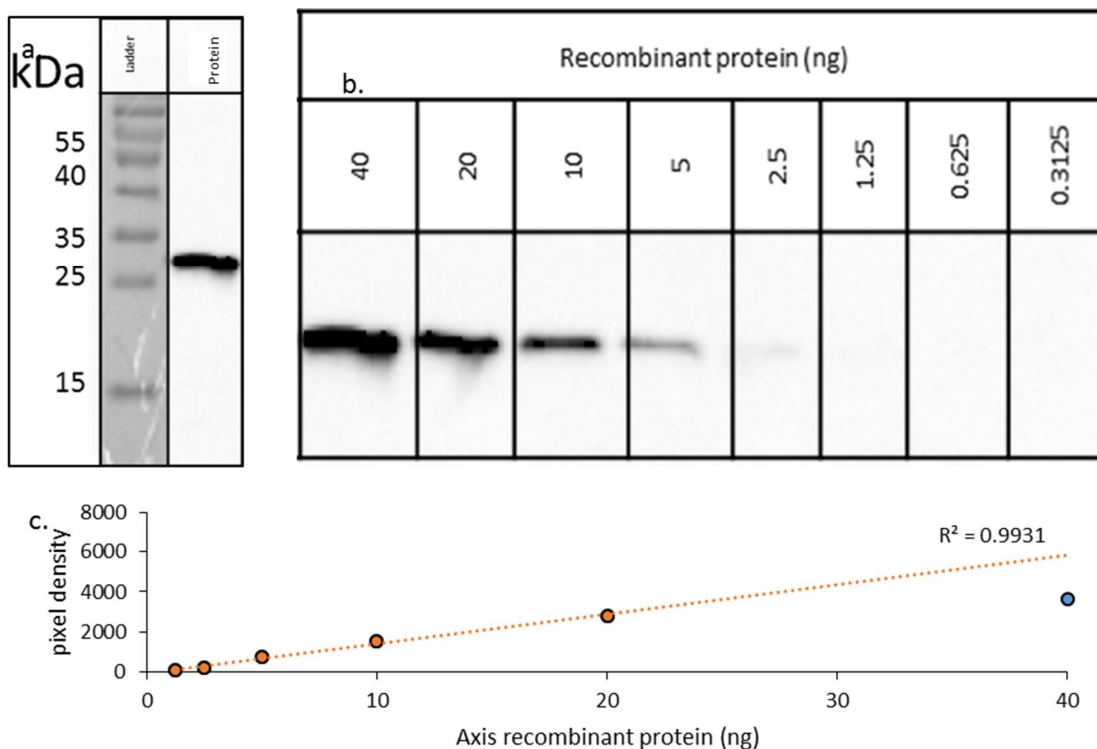 a.
kDa
Ladder
Protein
55
40
35
25
15
b.
Recombinant protein (ng)
40
20
10
5
2.5
1.25
0.625
0.3125
c.
pixel density
8000
6000
4000
2000
0
R² = 0.9931
0 10 20 30 40
Axis recombinant protein (ng)